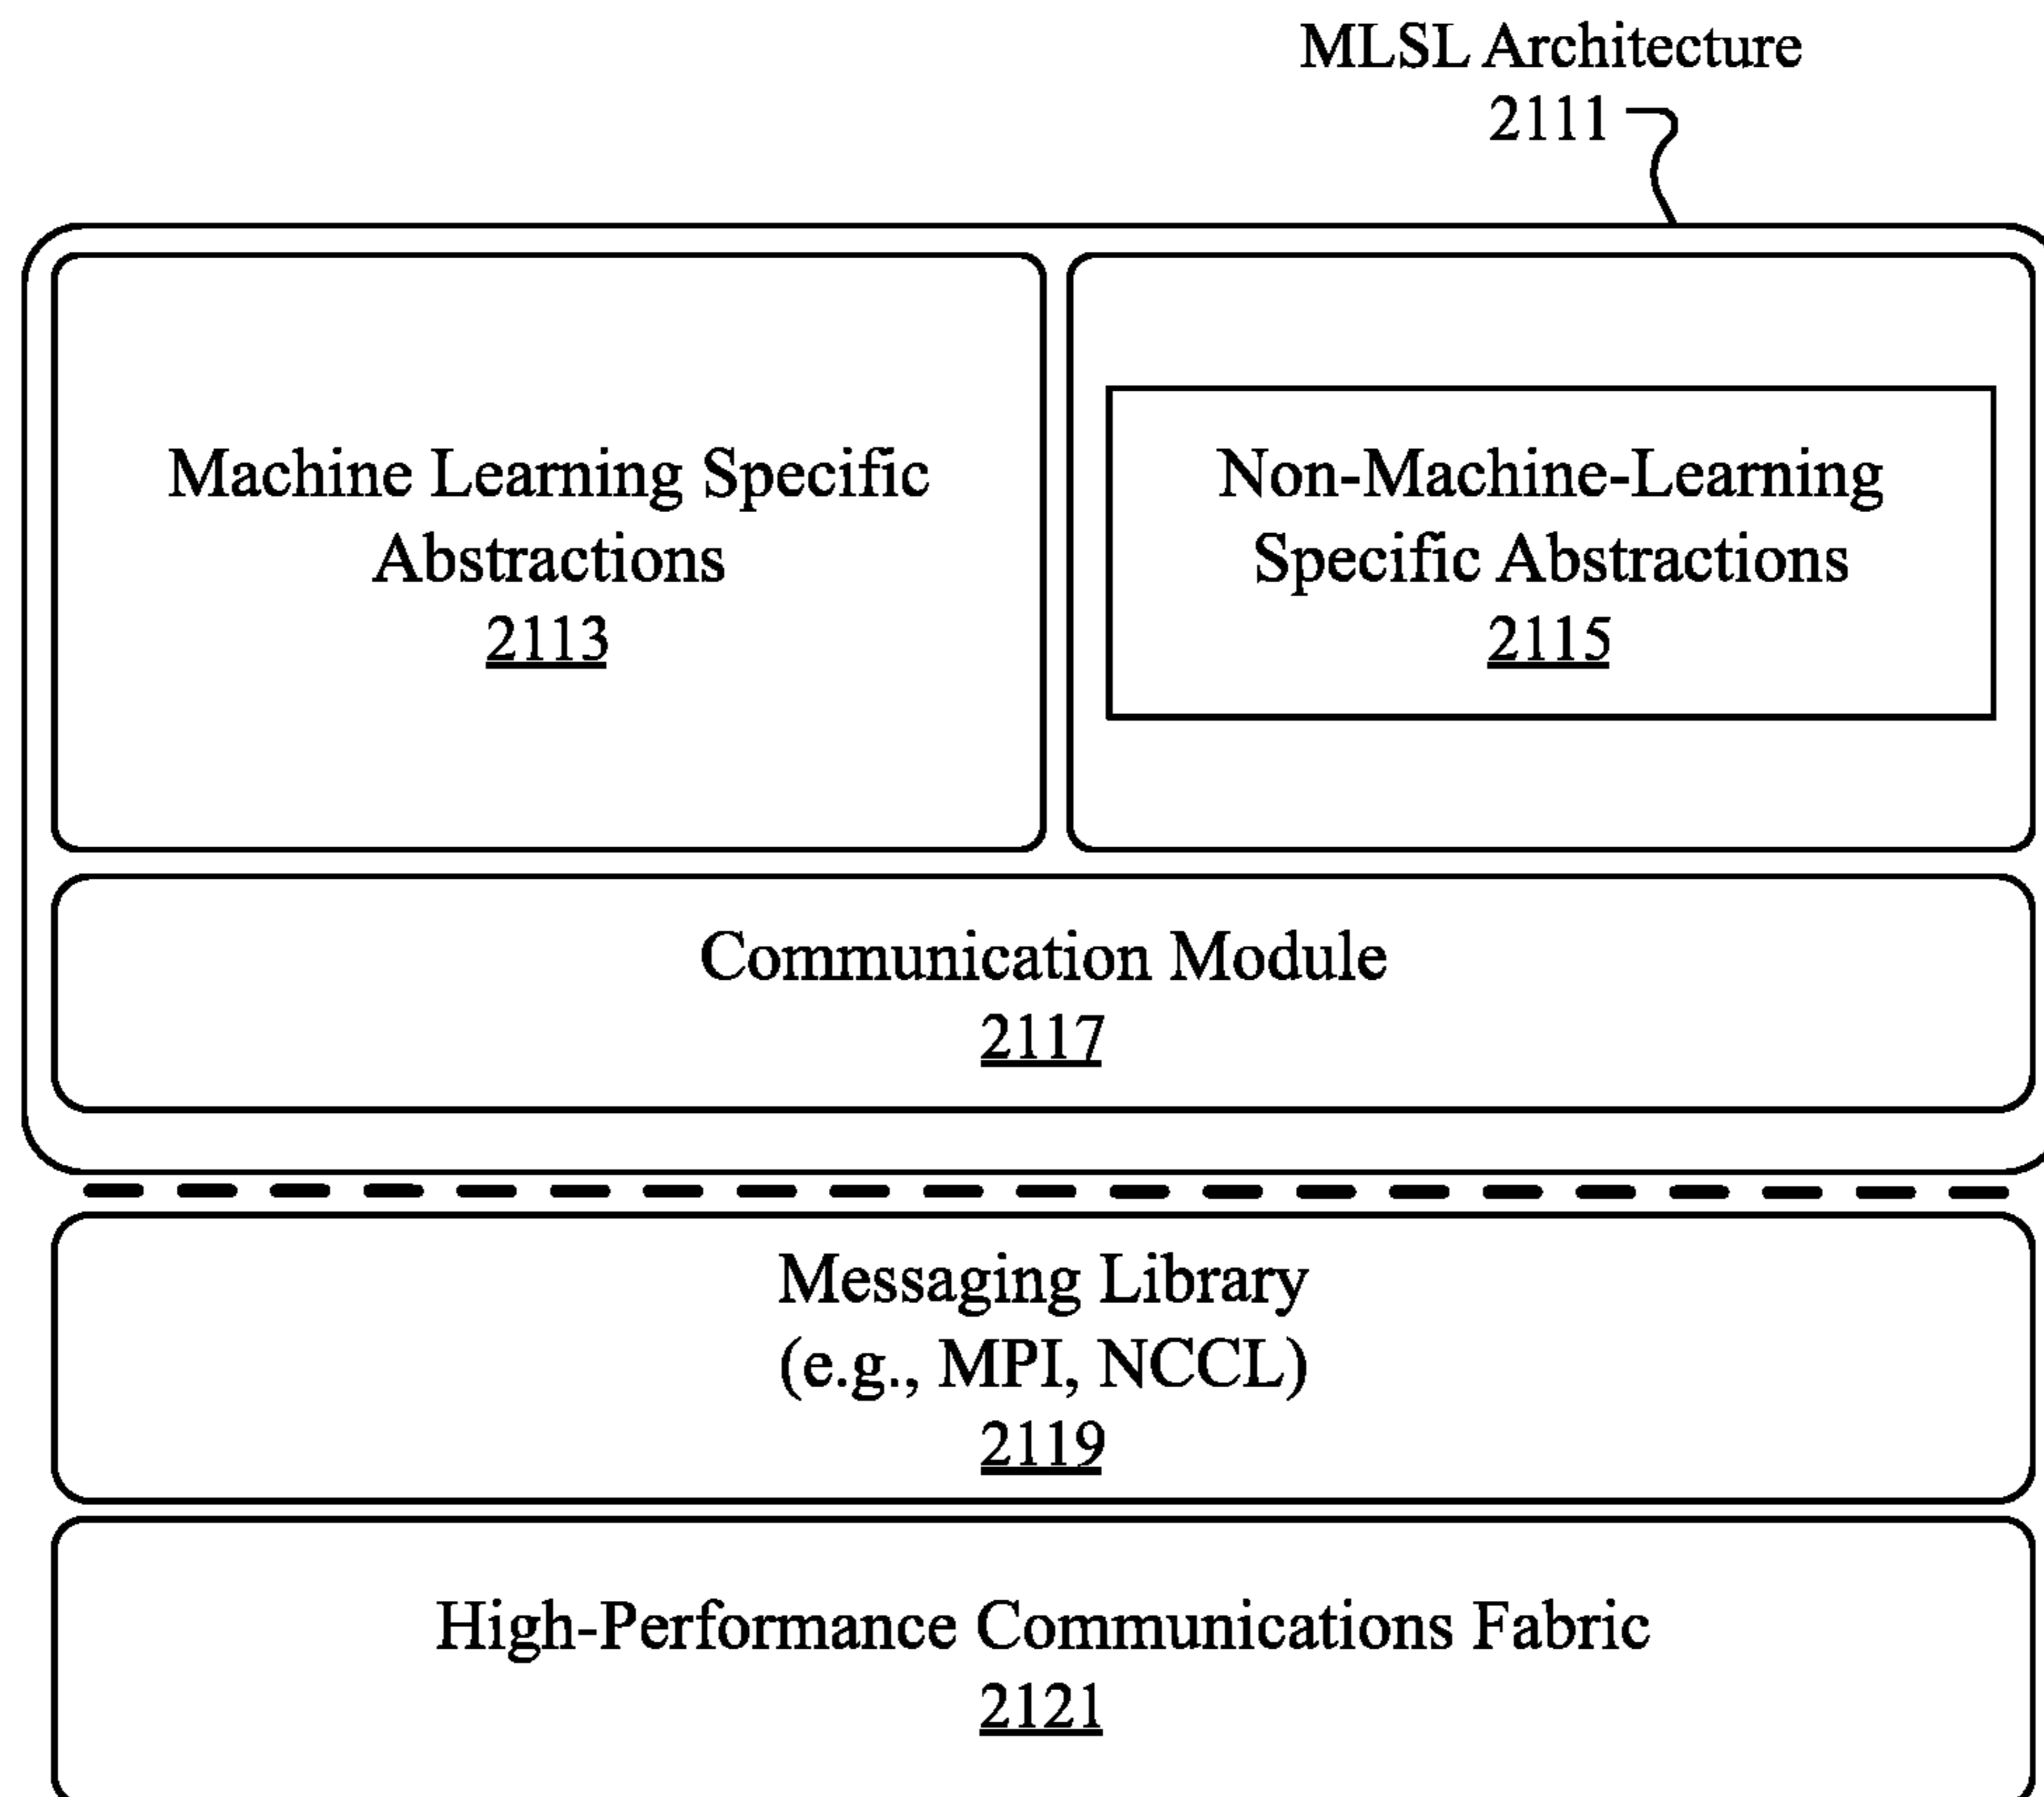 MLSL Architecture
2111
Machine Learning Specific
Abstractions
2113
Non-Machine-Learning
Specific Abstractions
2115
Communication Module
2117
Messaging Library
(e.g., MPI, NCCL)
2119
High-Performance Communications Fabric
2121